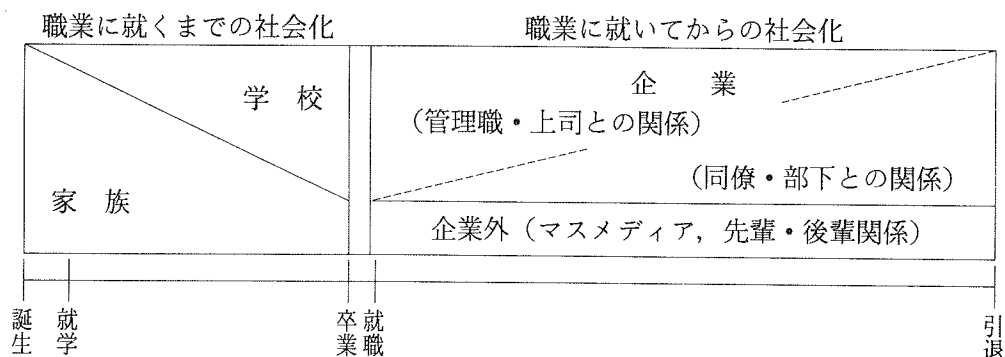 職業に就くまでの社会化
職業に就いてからの社会化
学校
企業
(管理職・上司との関係)
家族
(同僚・部下との関係)
企業外(マスメディア,先輩・後輩関係)
誕生
就学
卒業
就職
引退